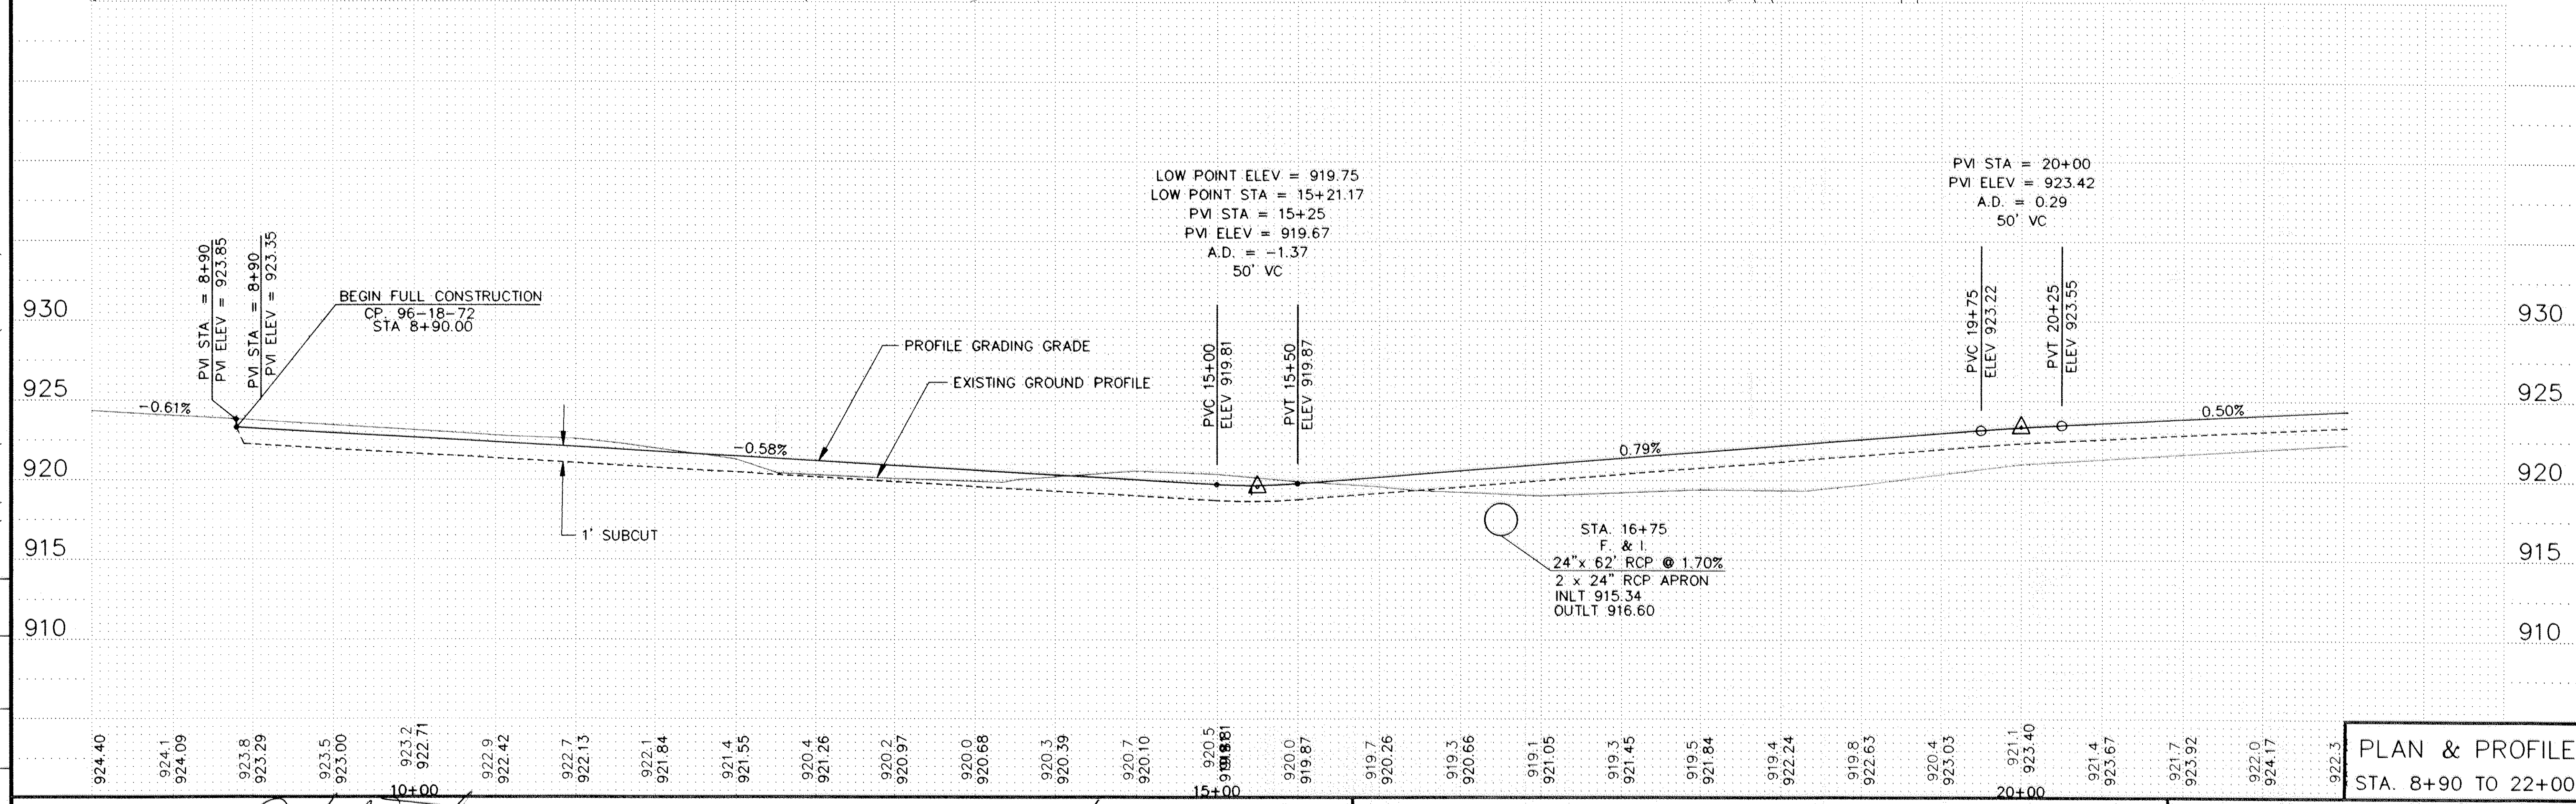 LOW POINT ELEV = 919.75
LOW POINT STA = 15+21.17
PVI STA = 15+25
PVI ELEV = 919.67
A.D. = -1.37
50' VC
PVI STA = 20+00
PVI ELEV = 923.42
A.D. = 0.29
50' VC
PVI STA = 8+90
PVI ELEV = 923.85
PVI STA = 8+90
PVI ELEV = 923.35
BEGIN FULL CONSTRUCTION
CP. 96-18-72
STA 8+90.00
PROFILE GRADING GRADE
EXISTING GROUND PROFILE
PVC 15+00
ELEV 919.81
PVT 15+50
ELEV 919.87
PVC 19+75
ELEV 923.22
PVT 20+25
ELEV 923.55
930
930
925
925
920
920
915
915
910
910
-0.61%
-0.58%
0.79%
0.50%
1' SUBCUT
STA. 16+75
F. & I.
24"x 62' RCP @ 1.70%
2 x 24" RCP APRON
INLT 915.34
OUTLT 916.60
924.40
924.1
924.09
923.8
923.29
923.5
923.00
923.2
922.71
922.9
922.42
922.7
922.13
922.1
921.84
921.4
921.55
920.4
921.26
920.2
920.97
920.0
920.68
920.3
920.39
920.7
920.10
920.5
920.0
919.87
919.7
920.26
919.3
920.66
919.1
921.05
919.3
921.45
919.5
921.84
919.4
922.24
919.8
922.63
920.4
923.03
921.1
923.40
921.4
923.67
921.7
923.92
922.0
924.17
922.3
10+00
15+00
20+00
PLAN & PROFILE
STA. 8+90 TO 22+00